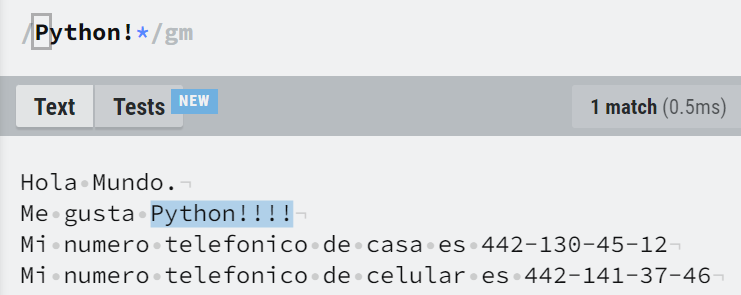 /Python!*/gm
Text Tests NEW 1 match (0.5ms)
Hola Mundo.
Me gusta Python!!!!
Mi numero telefonico de casa es 442-130-45-12
Mi numero telefonico de celular es 442-141-37-46